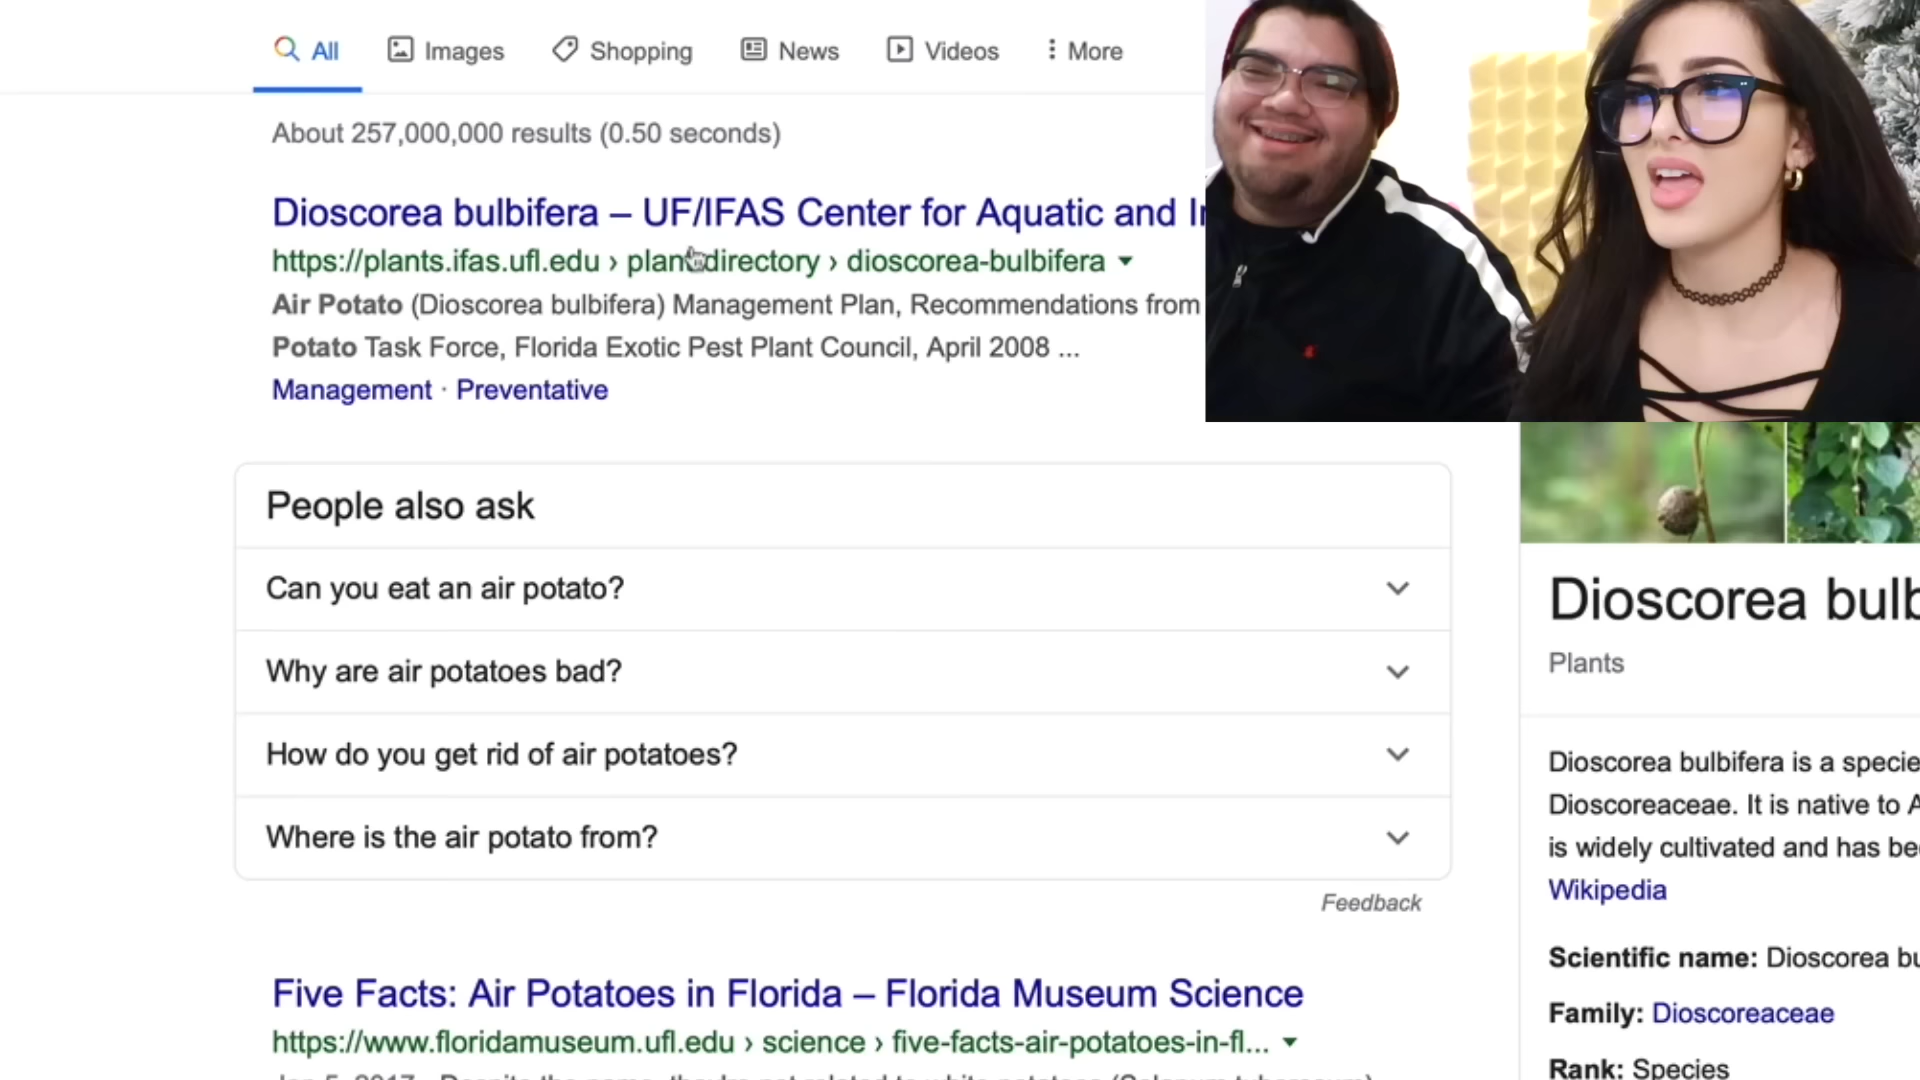 All Images Shopping News Videos More
About 257,000,000 results (0.50 seconds)
Dioscorea bulbifera – UF/IFAS Center for Aquatic and
https://plants.ifas.ufl.edu › directory › dioscorea-bulbifera
Air Potato (Dioscorea bulbifera) Management Plan, Recommendations from
Potato Task Force, Florida Exotic Pest Plant Council, April 2008 ...
Management · Preventative
People also ask
Can you eat an air potato?
Why are air potatoes bad?
How do you get rid of air potatoes?
Where is the air potato from?
Feedback
Five Facts: Air Potatoes in Florida – Florida Museum Science
https://www.floridamuseum.ufl.edu › science › five-facts-air-potatoes-in-fl...
Dioscorea bulb
Plants
Dioscorea bulbifera is a specie
Dioscoreaceae. It is native to A
is widely cultivated and has bee
Wikipedia
Scientific name: Dioscorea bu
Family: Dioscoreaceae
Rank: Species